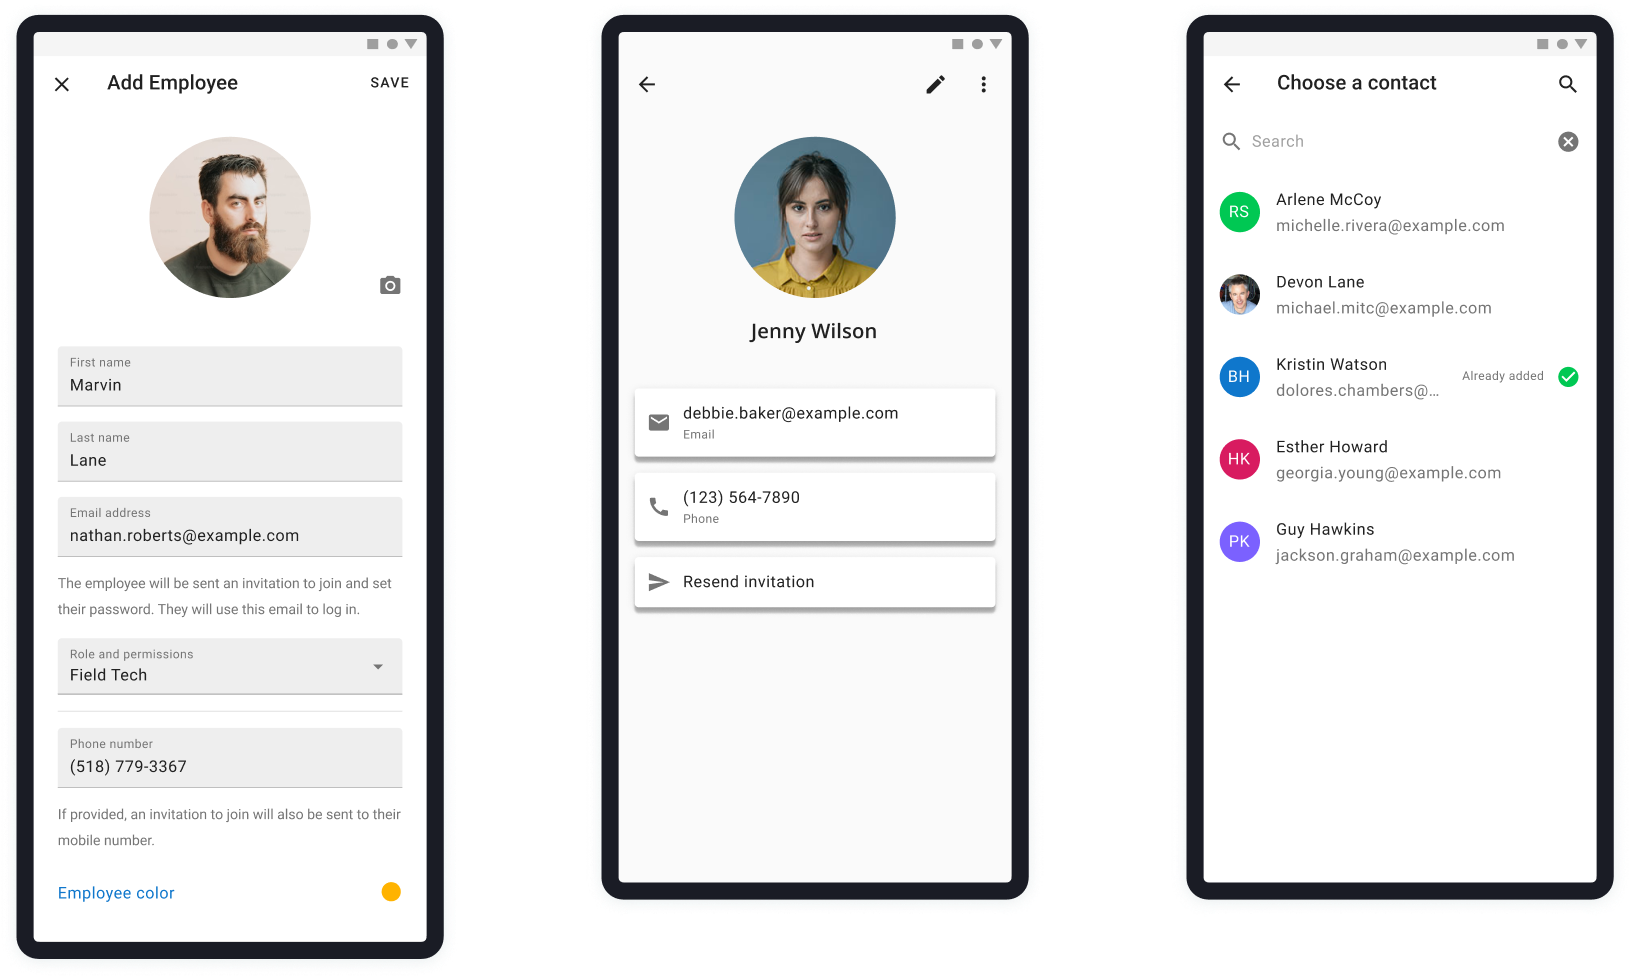 Add Employee
SAVE
First name
Marvin
Last name
Lane
Email address
nathan.roberts@example.com
The employee will be sent an invitation to join and set
their password. They will use this email to log in.
Role and permissions
Field Tech
Phone number
(518) 779-3367
If provided, an invitation to join will also be sent to their
mobile number.
Employee color
Jenny Wilson
debbie.baker@example.com
Email
(123) 564-7890
Phone
Resend invitation
Choose a contact
Search
RS
Arlene McCoy
michelle.rivera@example.com
Devon Lane
michael.mitc@example.com
BH
Kristin Watson
dolores.chambers@...
Already added
HK
Esther Howard
georgia.young@example.com
PK
Guy Hawkins
jackson.graham@example.com